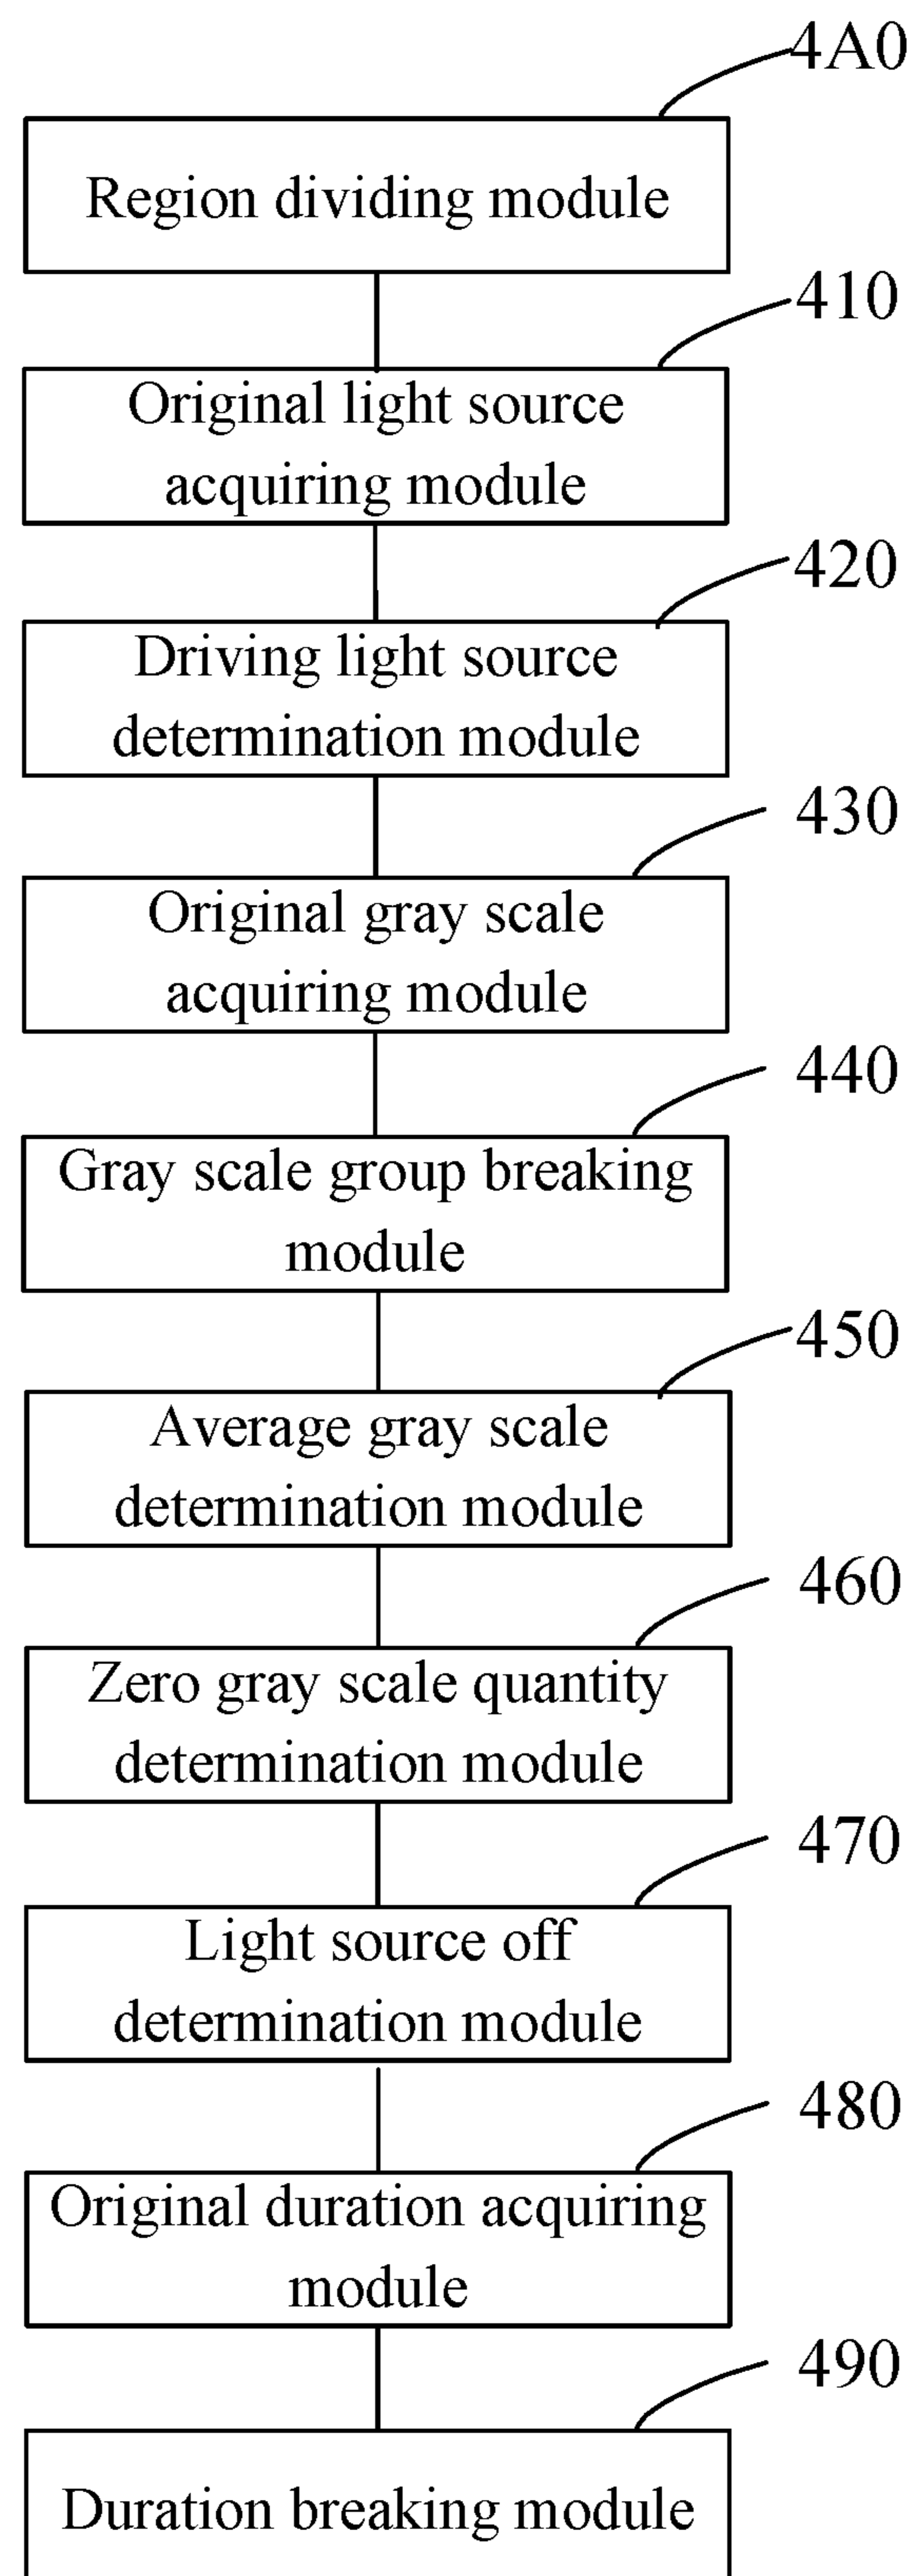 4A0
Region dividing module
410
Original light source
acquiring module
420
Driving light source
determination module
430
Original gray scale
acquiring module
440
Gray scale group breaking
module
450
Average gray scale
determination module
460
Zero gray scale quantity
determination module
470
Light source off
determination module
480
Original duration acquiring
module
490
Duration breaking module